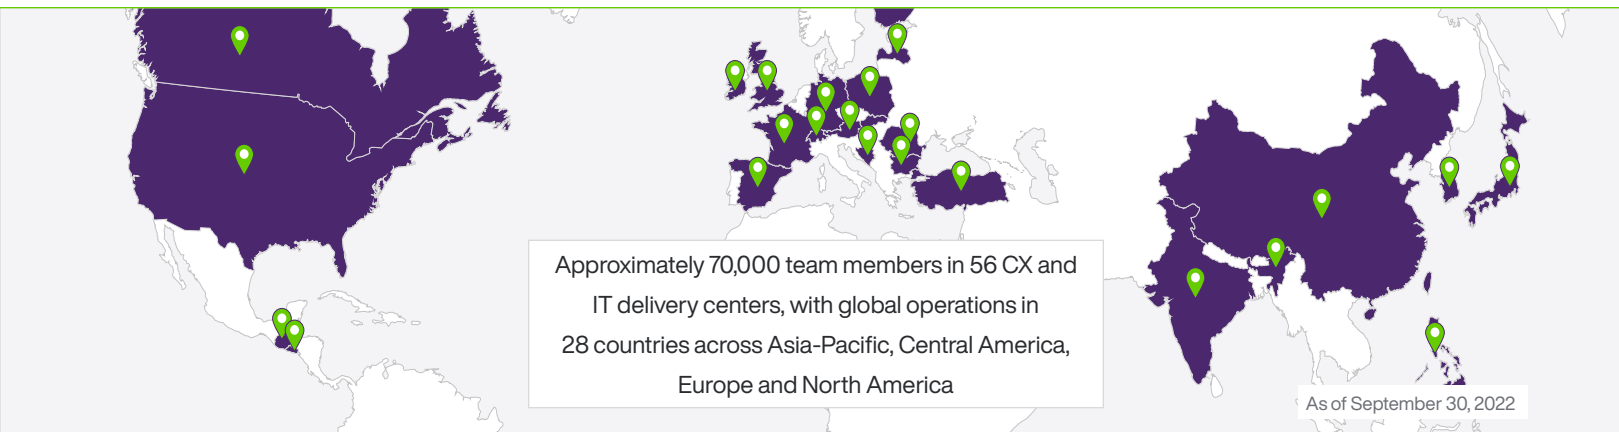 Approximately 70,000 team members in 56 CX and
IT delivery centers, with global operations in
28 countries across Asia-Pacific, Central America,
Europe and North America
As of September 30, 2022